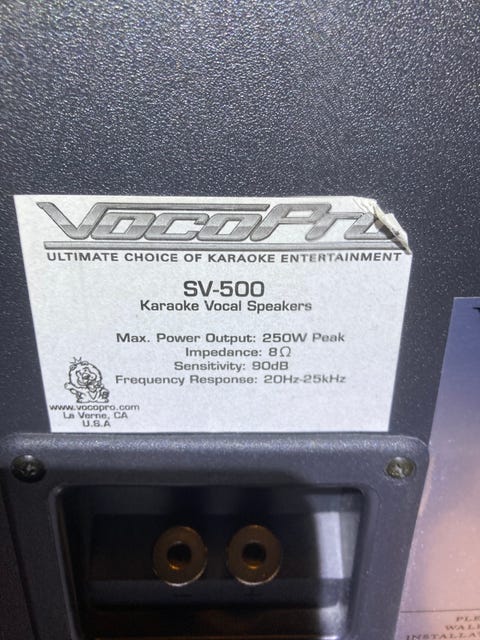 VocoPro
ULTIMATE CHOICE OF KARAOKE ENTERTAINMENT
SV-500
Karaoke Vocal Speakers
Max. Power Output: 250W Peak
Impedance: 8Ω
Sensitivity: 90dB
Frequency Response: 20Hz-25kHz
www.vocopro.com
La Verne, CA
U.S.A